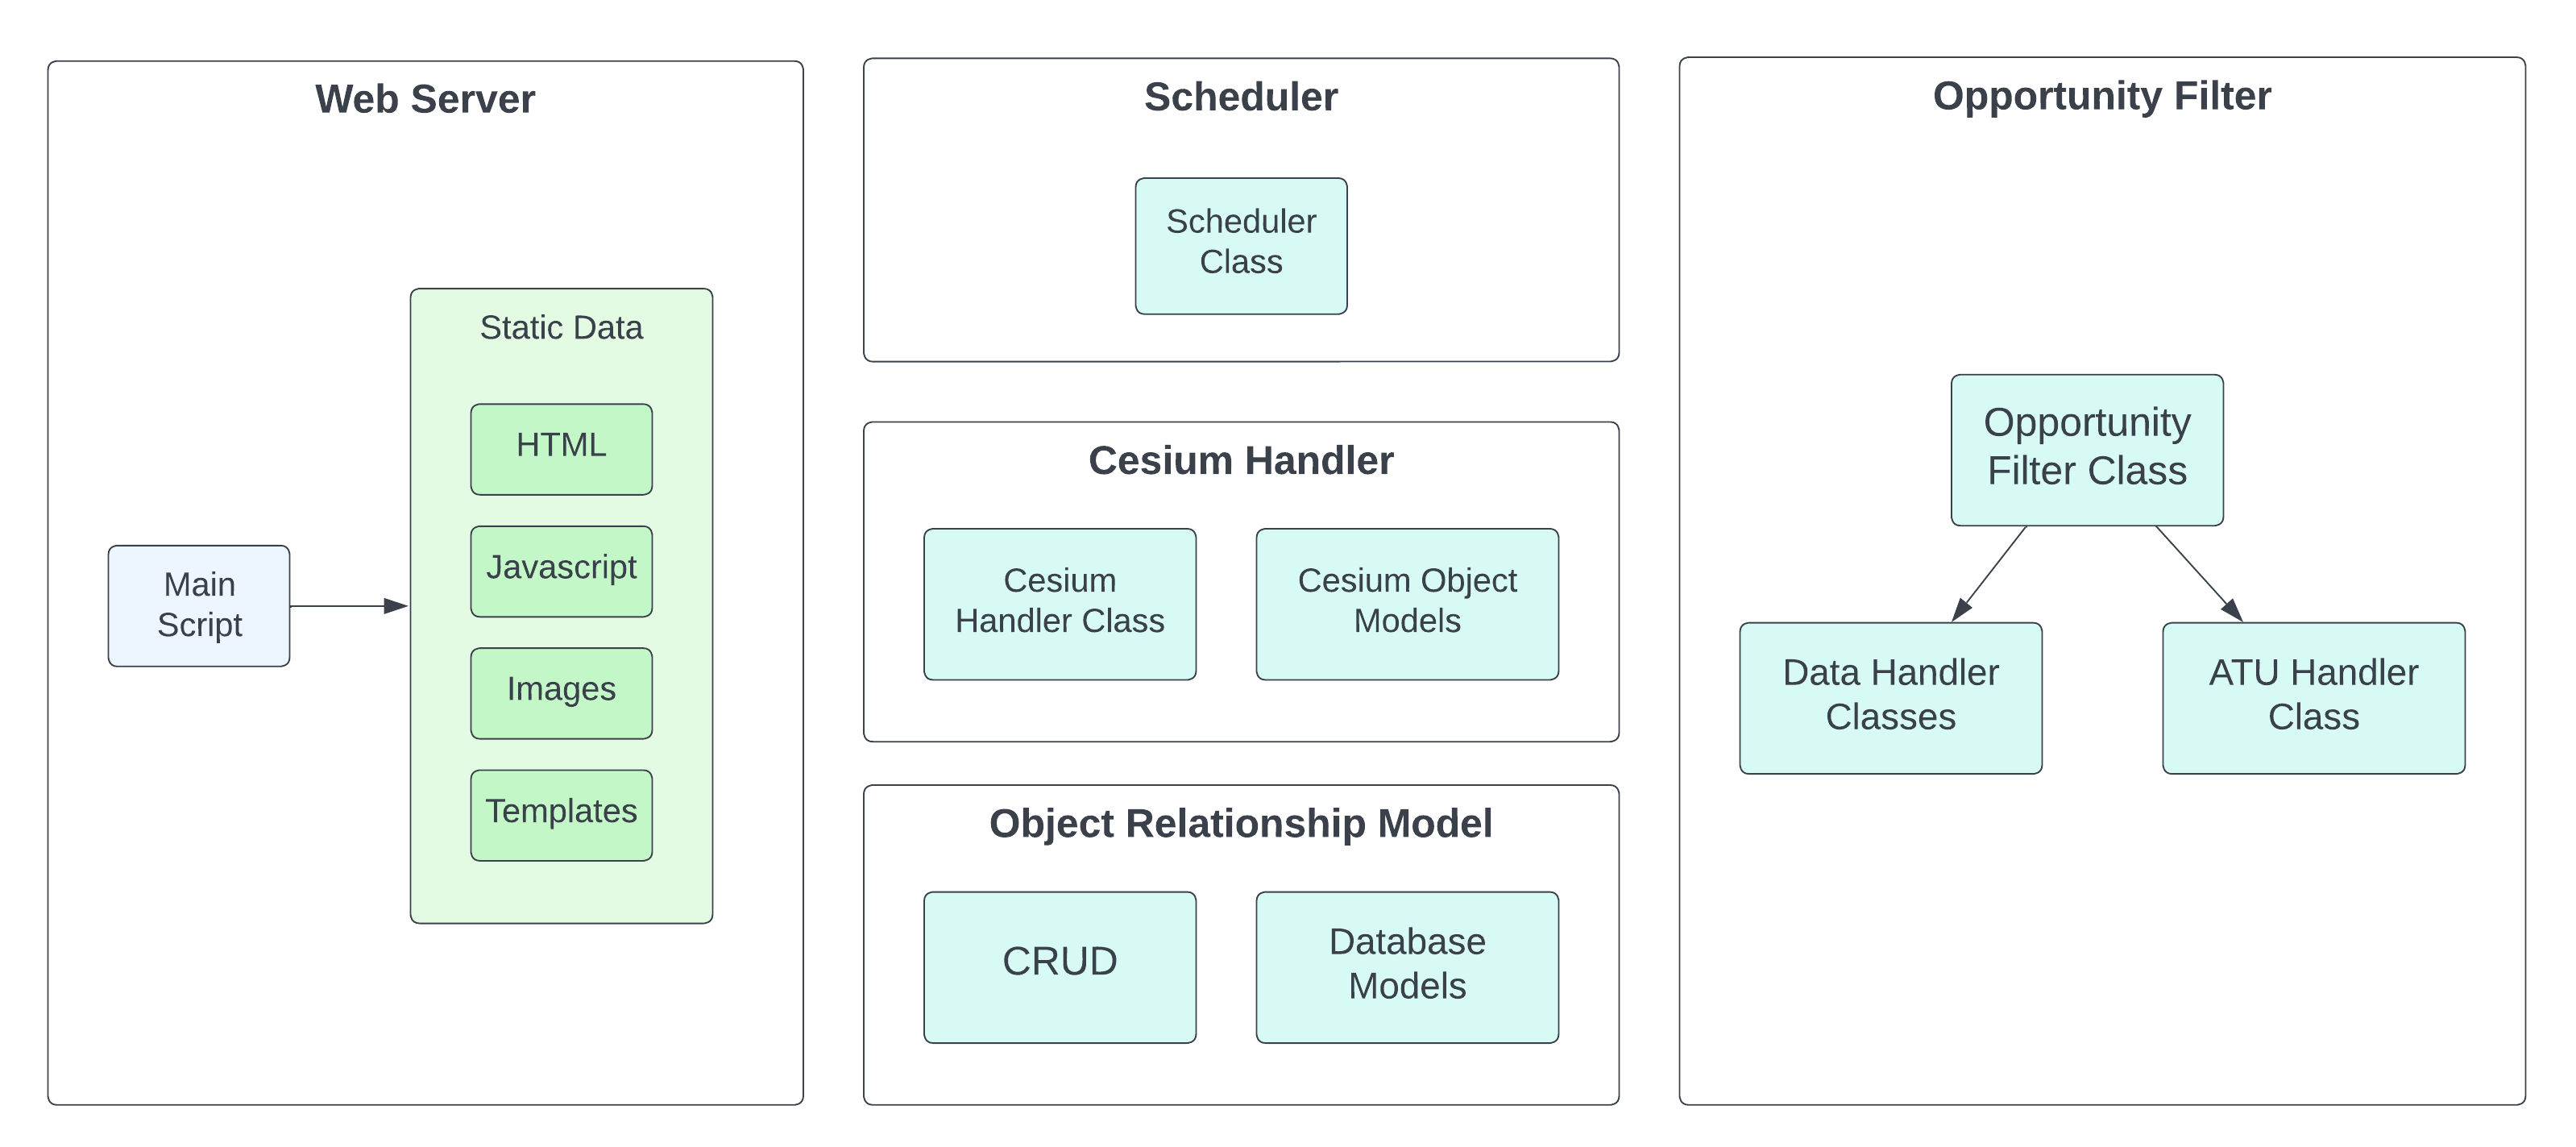 Web Server
Main
Script
Static Data
HTML
Javascript
Images
Templates
Scheduler
Scheduler
Class
Cesium Handler
Cesium
Handler Class
Cesium Object
Models
Object Relationship Model
CRUD
Database
Models
Opportunity Filter
Opportunity
Filter Class
Data Handler
Classes
ATU Handler
Class